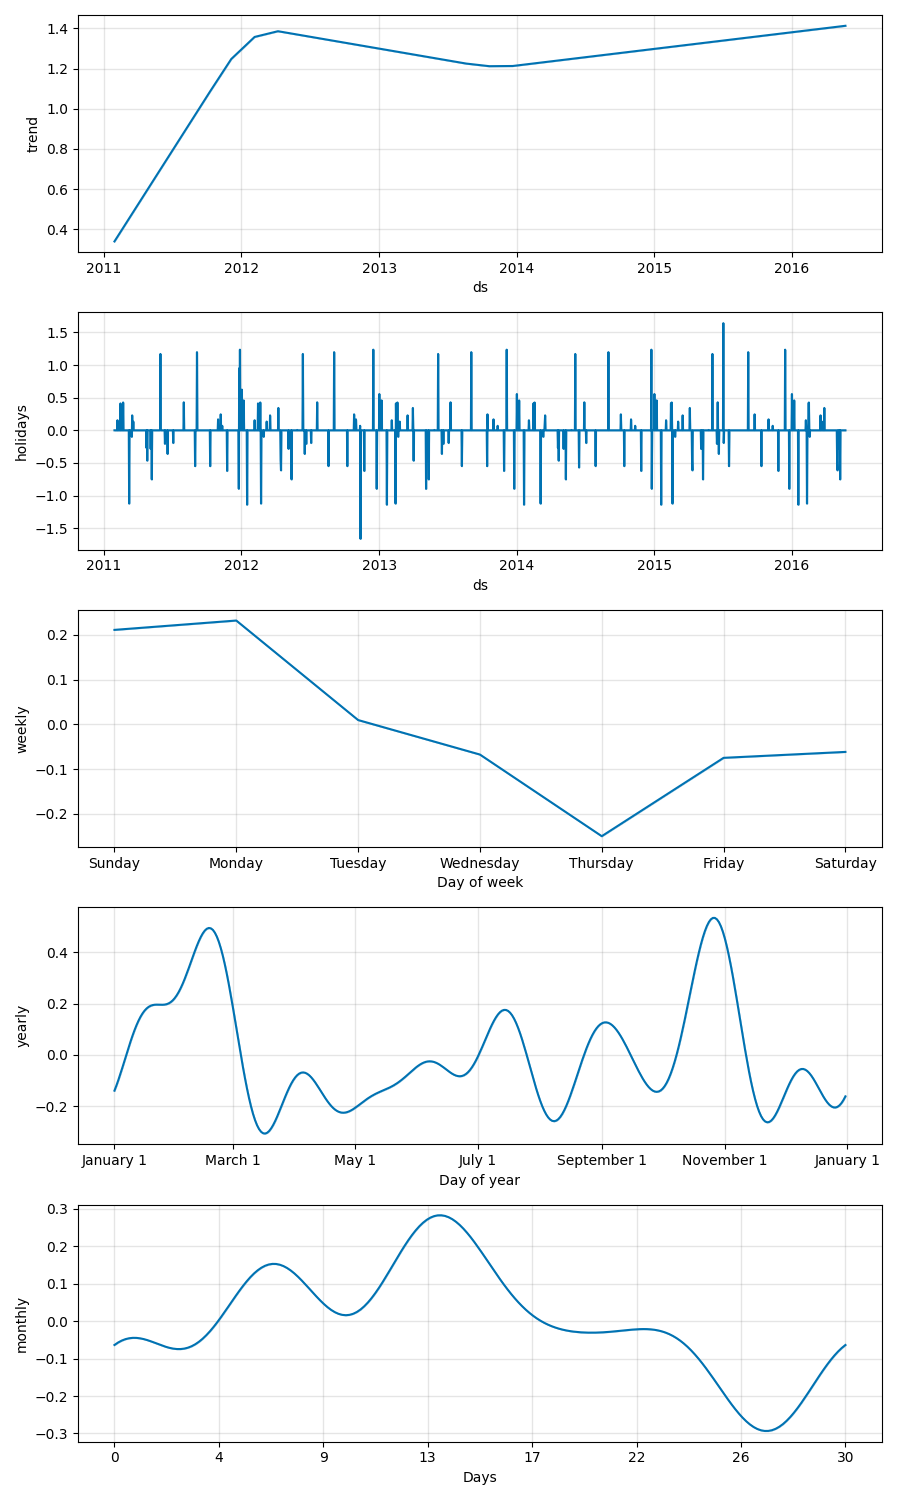 1.4
1.2
1.0
0.8
0.6
0.4
trend
2011 2012 2013 2014 2015 2016
ds
1.5
1.0
0.5
0.0
−0.5
−1.0
−1.5
holidays
2011 2012 2013 2014 2015 2016
ds
0.2
0.1
0.0
−0.1
−0.2
weekly
Sunday Monday Tuesday Wednesday Thursday Friday Saturday
Day of week
0.4
0.2
0.0
−0.2
yearly
January 1 March 1 May 1 July 1 September 1 November 1 January 1
Day of year
0.3
0.2
0.1
0.0
−0.1
−0.2
−0.3
monthly
0 4 9 13 17 22 26 30
Days